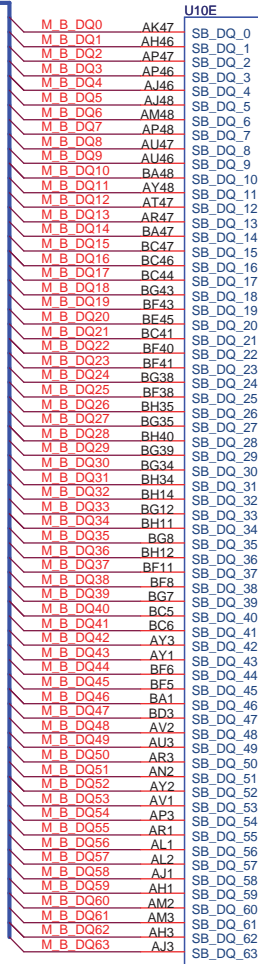 U10E
M_B_DQ0 AK47 SB_DQ_0
M_B_DQ1 AH46 SB_DQ_1
M_B_DQ2 AP47 SB_DQ_2
M_B_DQ3 AP46 SB_DQ_3
M_B_DQ4 AJ46 SB_DQ_4
M_B_DQ5 AJ48 SB_DQ_5
M_B_DQ6 AM48 SB_DQ_6
M_B_DQ7 AP48 SB_DQ_7
M_B_DQ8 AU47 SB_DQ_8
M_B_DQ9 AU46 SB_DQ_9
M_B_DQ10 BA48 SB_DQ_10
M_B_DQ11 AY48 SB_DQ_11
M_B_DQ12 AT47 SB_DQ_12
M_B_DQ13 AR47 SB_DQ_13
M_B_DQ14 BA47 SB_DQ_14
M_B_DQ15 BC47 SB_DQ_15
M_B_DQ16 BC46 SB_DQ_16
M_B_DQ17 BC44 SB_DQ_17
M_B_DQ18 BG43 SB_DQ_18
M_B_DQ19 BF43 SB_DQ_19
M_B_DQ20 BF45 SB_DQ_20
M_B_DQ21 BC41 SB_DQ_21
M_B_DQ22 BF40 SB_DQ_22
M_B_DQ23 BF41 SB_DQ_23
M_B_DQ24 BG38 SB_DQ_24
M_B_DQ25 BF38 SB_DQ_25
M_B_DQ26 BH35 SB_DQ_26
M_B_DQ27 BG35 SB_DQ_27
M_B_DQ28 BH40 SB_DQ_28
M_B_DQ29 BG39 SB_DQ_29
M_B_DQ30 BG34 SB_DQ_30
M_B_DQ31 BH34 SB_DQ_31
M_B_DQ32 BH14 SB_DQ_32
M_B_DQ33 BG12 SB_DQ_33
M_B_DQ34 BH11 SB_DQ_34
M_B_DQ35 BG8 SB_DQ_35
M_B_DQ36 BH12 SB_DQ_36
M_B_DQ37 BF11 SB_DQ_37
M_B_DQ38 BF8 SB_DQ_38
M_B_DQ39 BG7 SB_DQ_39
M_B_DQ40 BC5 SB_DQ_40
M_B_DQ41 BC6 SB_DQ_41
M_B_DQ42 AY3 SB_DQ_42
M_B_DQ43 AY1 SB_DQ_43
M_B_DQ44 BF6 SB_DQ_44
M_B_DQ45 BF5 SB_DQ_45
M_B_DQ46 BA1 SB_DQ_46
M_B_DQ47 BD3 SB_DQ_47
M_B_DQ48 AV2 SB_DQ_48
M_B_DQ49 AU3 SB_DQ_49
M_B_DQ50 AR3 SB_DQ_50
M_B_DQ51 AN2 SB_DQ_51
M_B_DQ52 AY2 SB_DQ_52
M_B_DQ53 AV1 SB_DQ_53
M_B_DQ54 AP3 SB_DQ_54
M_B_DQ55 AR1 SB_DQ_55
M_B_DQ56 AL1 SB_DQ_56
M_B_DQ57 AL2 SB_DQ_57
M_B_DQ58 AJ1 SB_DQ_58
M_B_DQ59 AH1 SB_DQ_59
M_B_DQ60 AM2 SB_DQ_60
M_B_DQ61 AM3 SB_DQ_61
M_B_DQ62 AH3 SB_DQ_62
M_B_DQ63 AJ3 SB_DQ_63